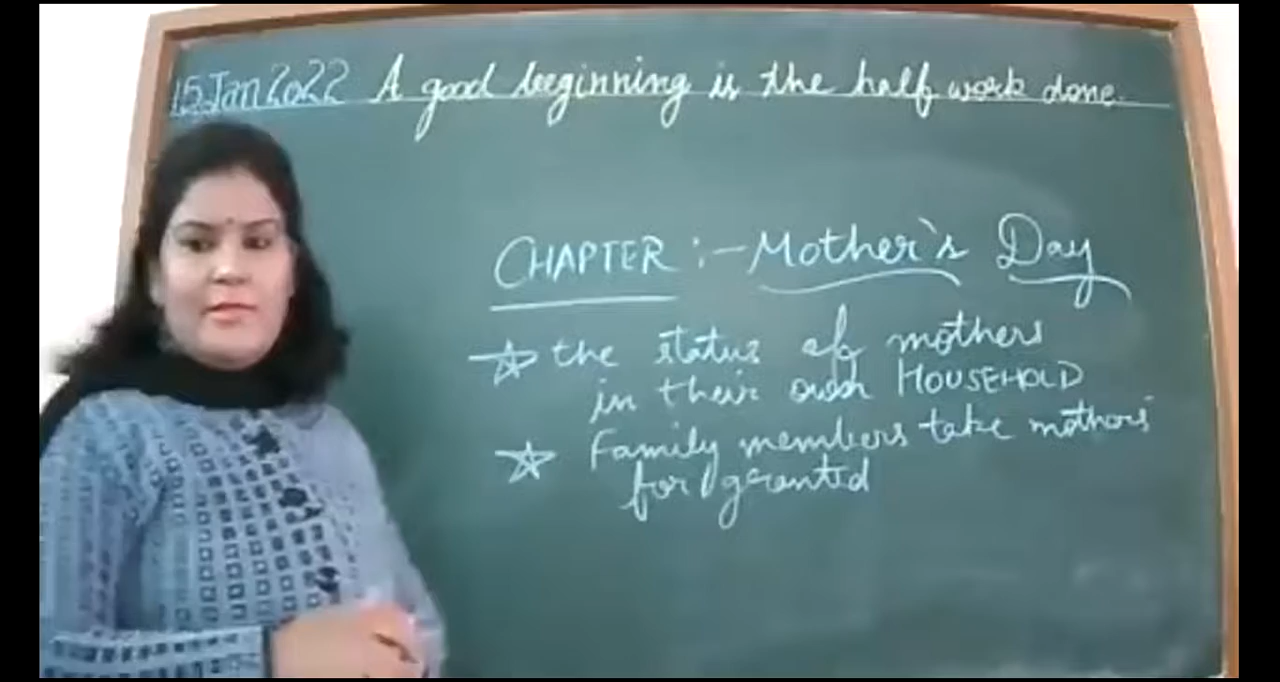 15 Jan 2022 A good beginning is the half work done.
CHAPTER :- Mother's Day
☆ the status of mothers
in their own HOUSEHOLD
☆ Family members take mothers
for geranted